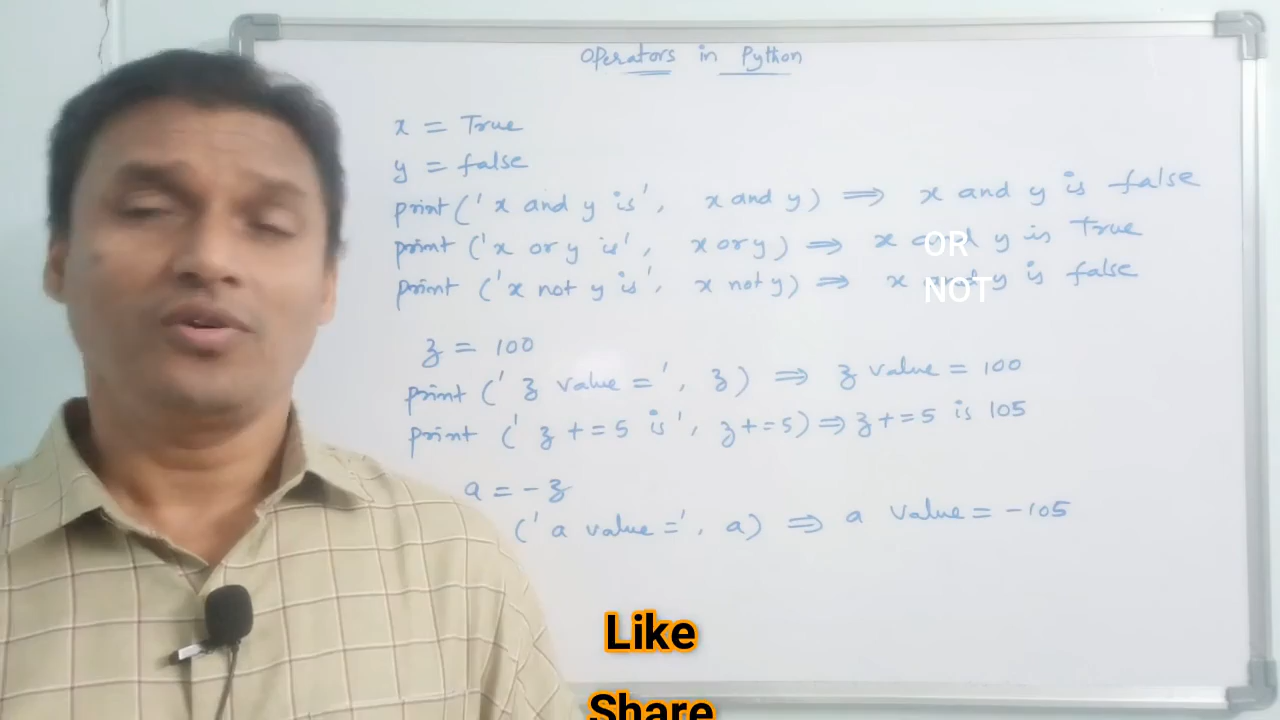 Operators in Python
x = True
y = false
print('x and y is', x and y) ⟹ x and y is false
print('x or y is', x or y) ⟹ x OR y is True
print('x not y is', x not y) ⟹ x NOT y is false
z = 100
print('z value =', z) ⟹ z value = 100
print('z += 5 is', z+=5) ⟹ z+=5 is 105
a = -z
('a value =', a) ⟹ a value = -105
Like
Share